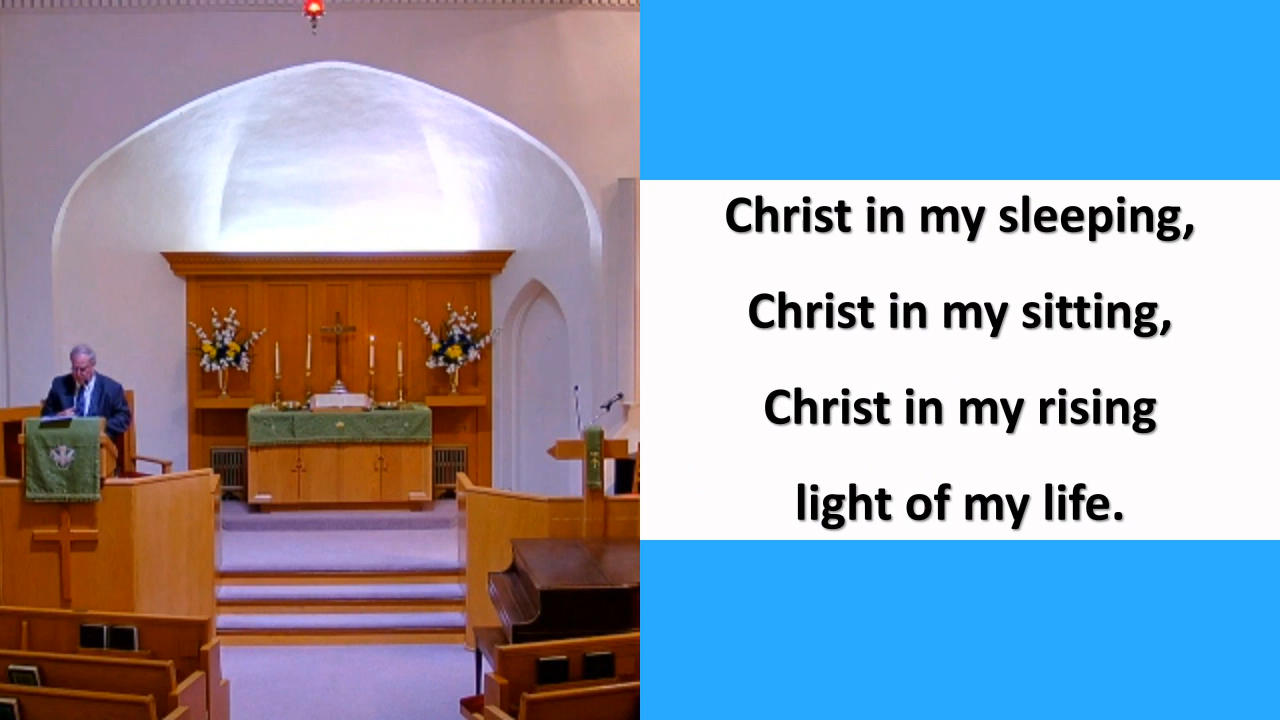 Christ in my sleeping,
Christ in my sitting,
Christ in my rising
light of my life.